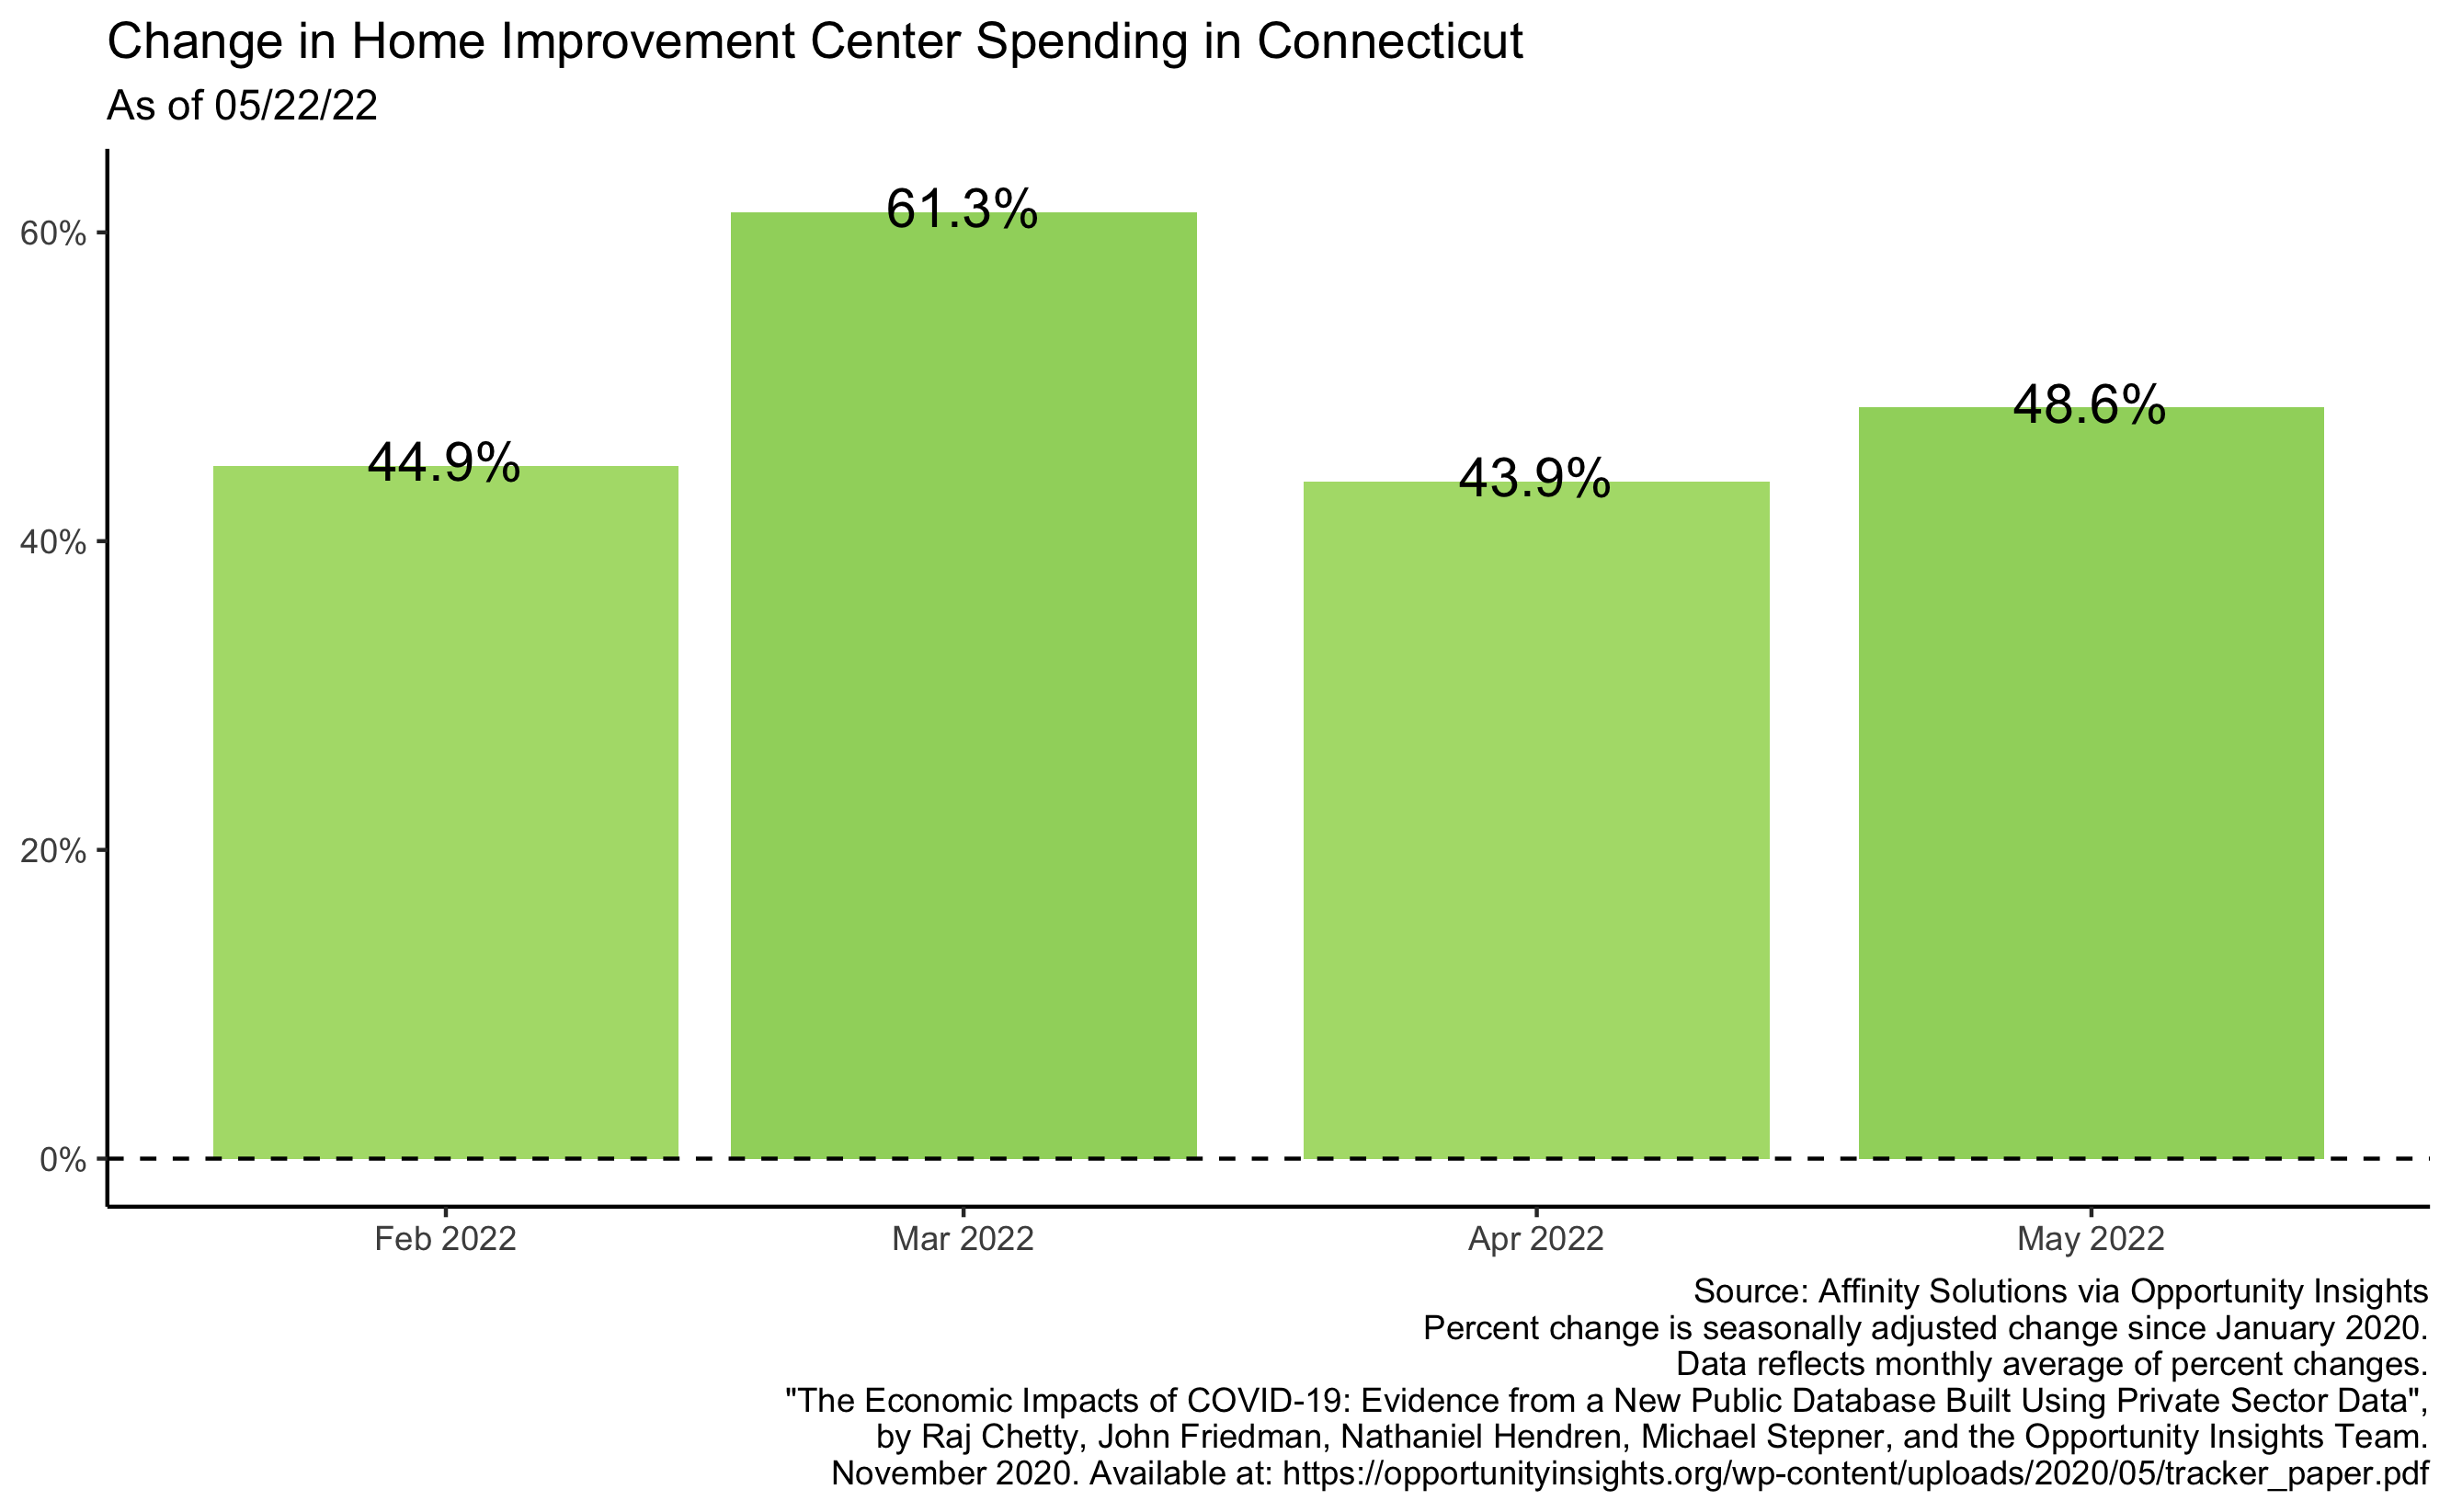 Change in Home Improvement Center Spending in Connecticut
As of 05/22/22
61.3%
60%
48.6%
44.9%
43.9%
40%
20%
0%
Feb 2022 Mar 2022 Apr 2022 May 2022
Source: Affinity Solutions via Opportunity Insights
Percent change is seasonally adjusted change since January 2020.
Data reflects monthly average of percent changes.
"The Economic Impacts of COVID-19: Evidence from a New Public Database Built Using Private Sector Data",
by Raj Chetty, John Friedman, Nathaniel Hendren, Michael Stepner, and the Opportunity Insights Team.
November 2020. Available at: https://opportunityinsights.org/wp-content/uploads/2020/05/tracker_paper.pdf